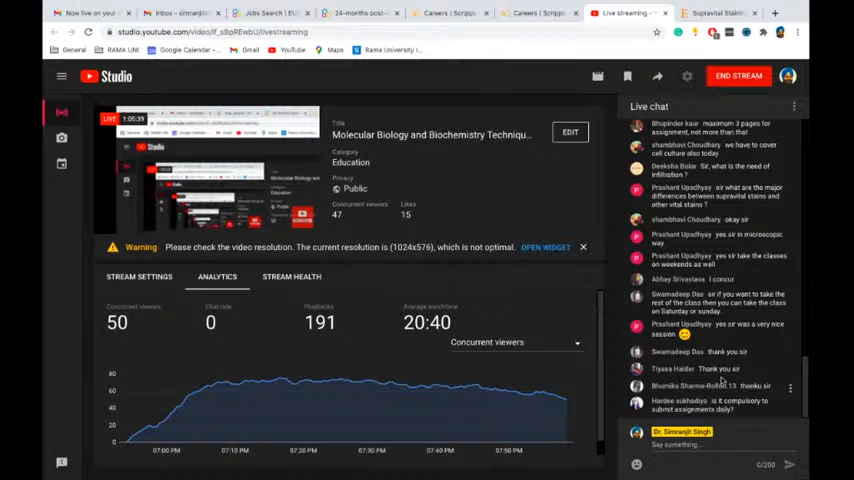 Now live on your c
Inbox - simranjits
Jobs Search | EU
24-months post-
Careers | Scripps
Careers | Scripps
Live streaming -
Supravital Stainin
studio.youtube.com/video/if_sBpREwbU/livestreaming
General
RAMA UNI
Google Calendar -...
Gmail
YouTube
Maps
Rama University i...
Studio
END STREAM
LIVE 1:05:39
Title
Molecular Biology and Biochemistry Techniqu...
EDIT
Category
Education
Privacy
Public
Concurrent viewers
Likes
47
15
Warning Please check the video resolution. The current resolution is (1024x576), which is not optimal. OPEN WIDGET
STREAM SETTINGS
ANALYTICS
STREAM HEALTH
Concurrent viewers
Chat rate
Playbacks
Average watchtime
50
0
191
20:40
Concurrent viewers
80
60
40
20
0
07:00 PM
07:10 PM
07:20 PM
07:30 PM
07:40 PM
07:50 PM
Live chat
Bhupinder kaur maximum 3 pages for
assignment, not more than that
shambhavi Choudhary we have to cover
cell culture also today
Deeksha Bolar Sir, what is the need of
infiltration ?
Prashant Upadhyay sir what are the major
differences between supravital stains and
other vital stains ?
shambhavi Choudhary okay sir
Prashant Upadhyay yes sir in microscopic
way
Prashant Upadhyay yes sir take the classes
on weekends as well
Abhay Srivastava I concur
Swarnadeep Das sir if you want to take the
rest of the class then you can take the class
on Saturday or sunday..
Prashant Upadhyay yes sir was a very nice
session
Swarnadeep Das thank you sir
Tiyasa Haldar Thank you sir
Bhumika Sharma-Rollno.13 thanku sir
Hardee sukhadiya is it compulsory to
submit assignments daily?
Dr. Simranjit Singh
Say something...
0/200